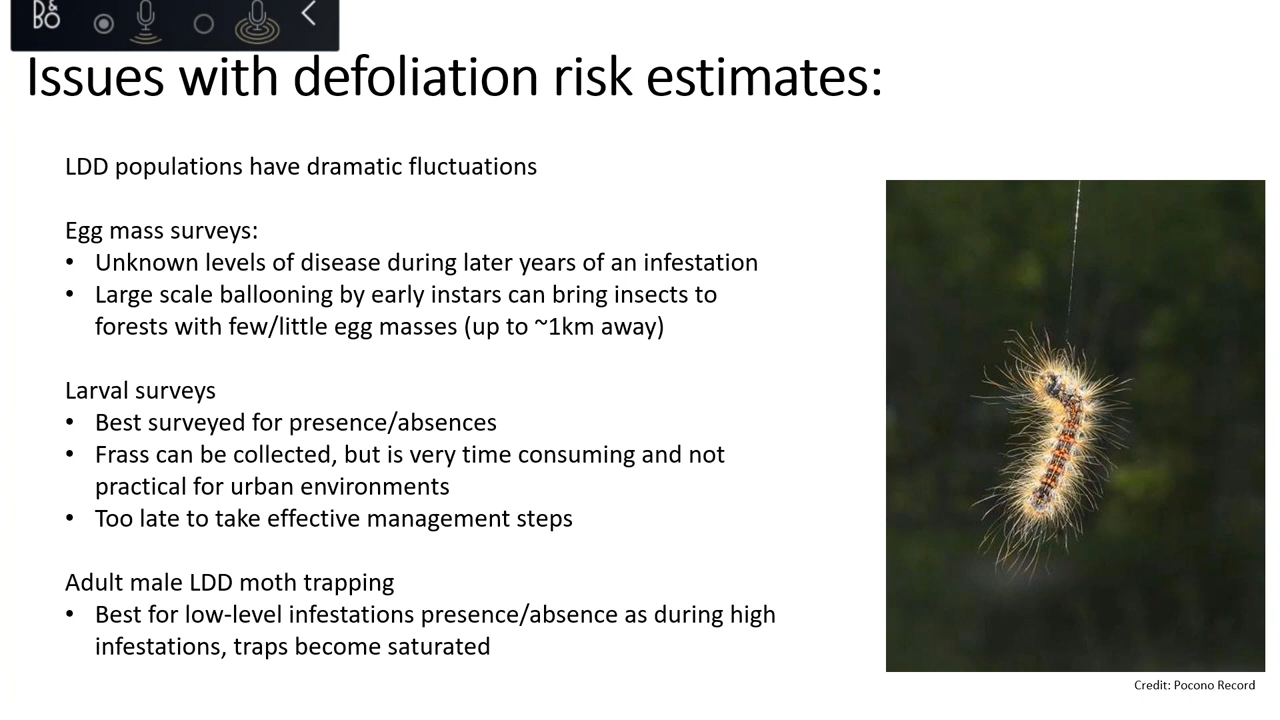 B&O
Issues with defoliation risk estimates:
LDD populations have dramatic fluctuations
Egg mass surveys:
• Unknown levels of disease during later years of an infestation
• Large scale ballooning by early instars can bring insects to
forests with few/little egg masses (up to ~1km away)
Larval surveys
• Best surveyed for presence/absences
• Frass can be collected, but is very time consuming and not
practical for urban environments
• Too late to take effective management steps
Adult male LDD moth trapping
• Best for low-level infestations presence/absence as during high
infestations, traps become saturated
Credit: Pocono Record